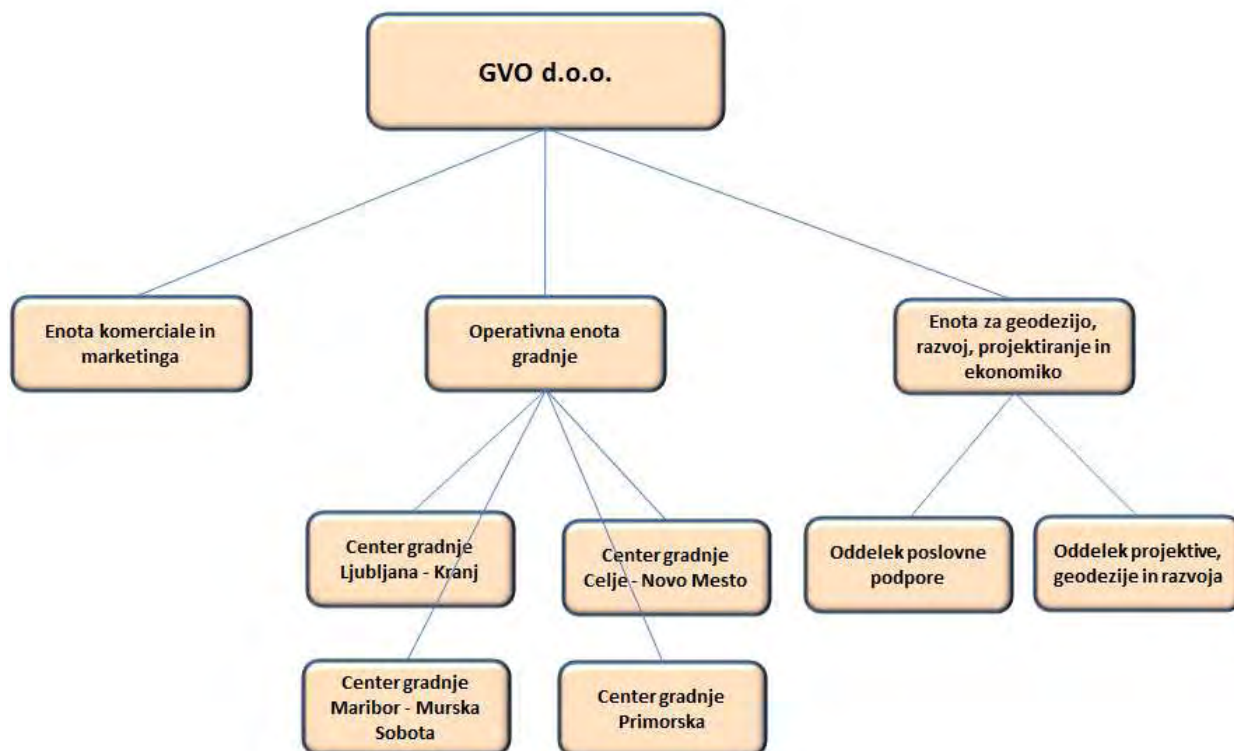 GVO d.o.o.
Enota komerciale in
marketinga
Operativna enota
gradnje
Enota za geodezijo,
razvoj, projektiranje in
ekonomiko
Center gradnje
Ljubljana - Kranj
Center gradnje
Celje - Novo Mesto
Oddelek poslovne
podpore
Oddelek projektive,
geodezije in razvoja
Center gradnje
Maribor - Murska
Sobota
Center gradnje
Primorska